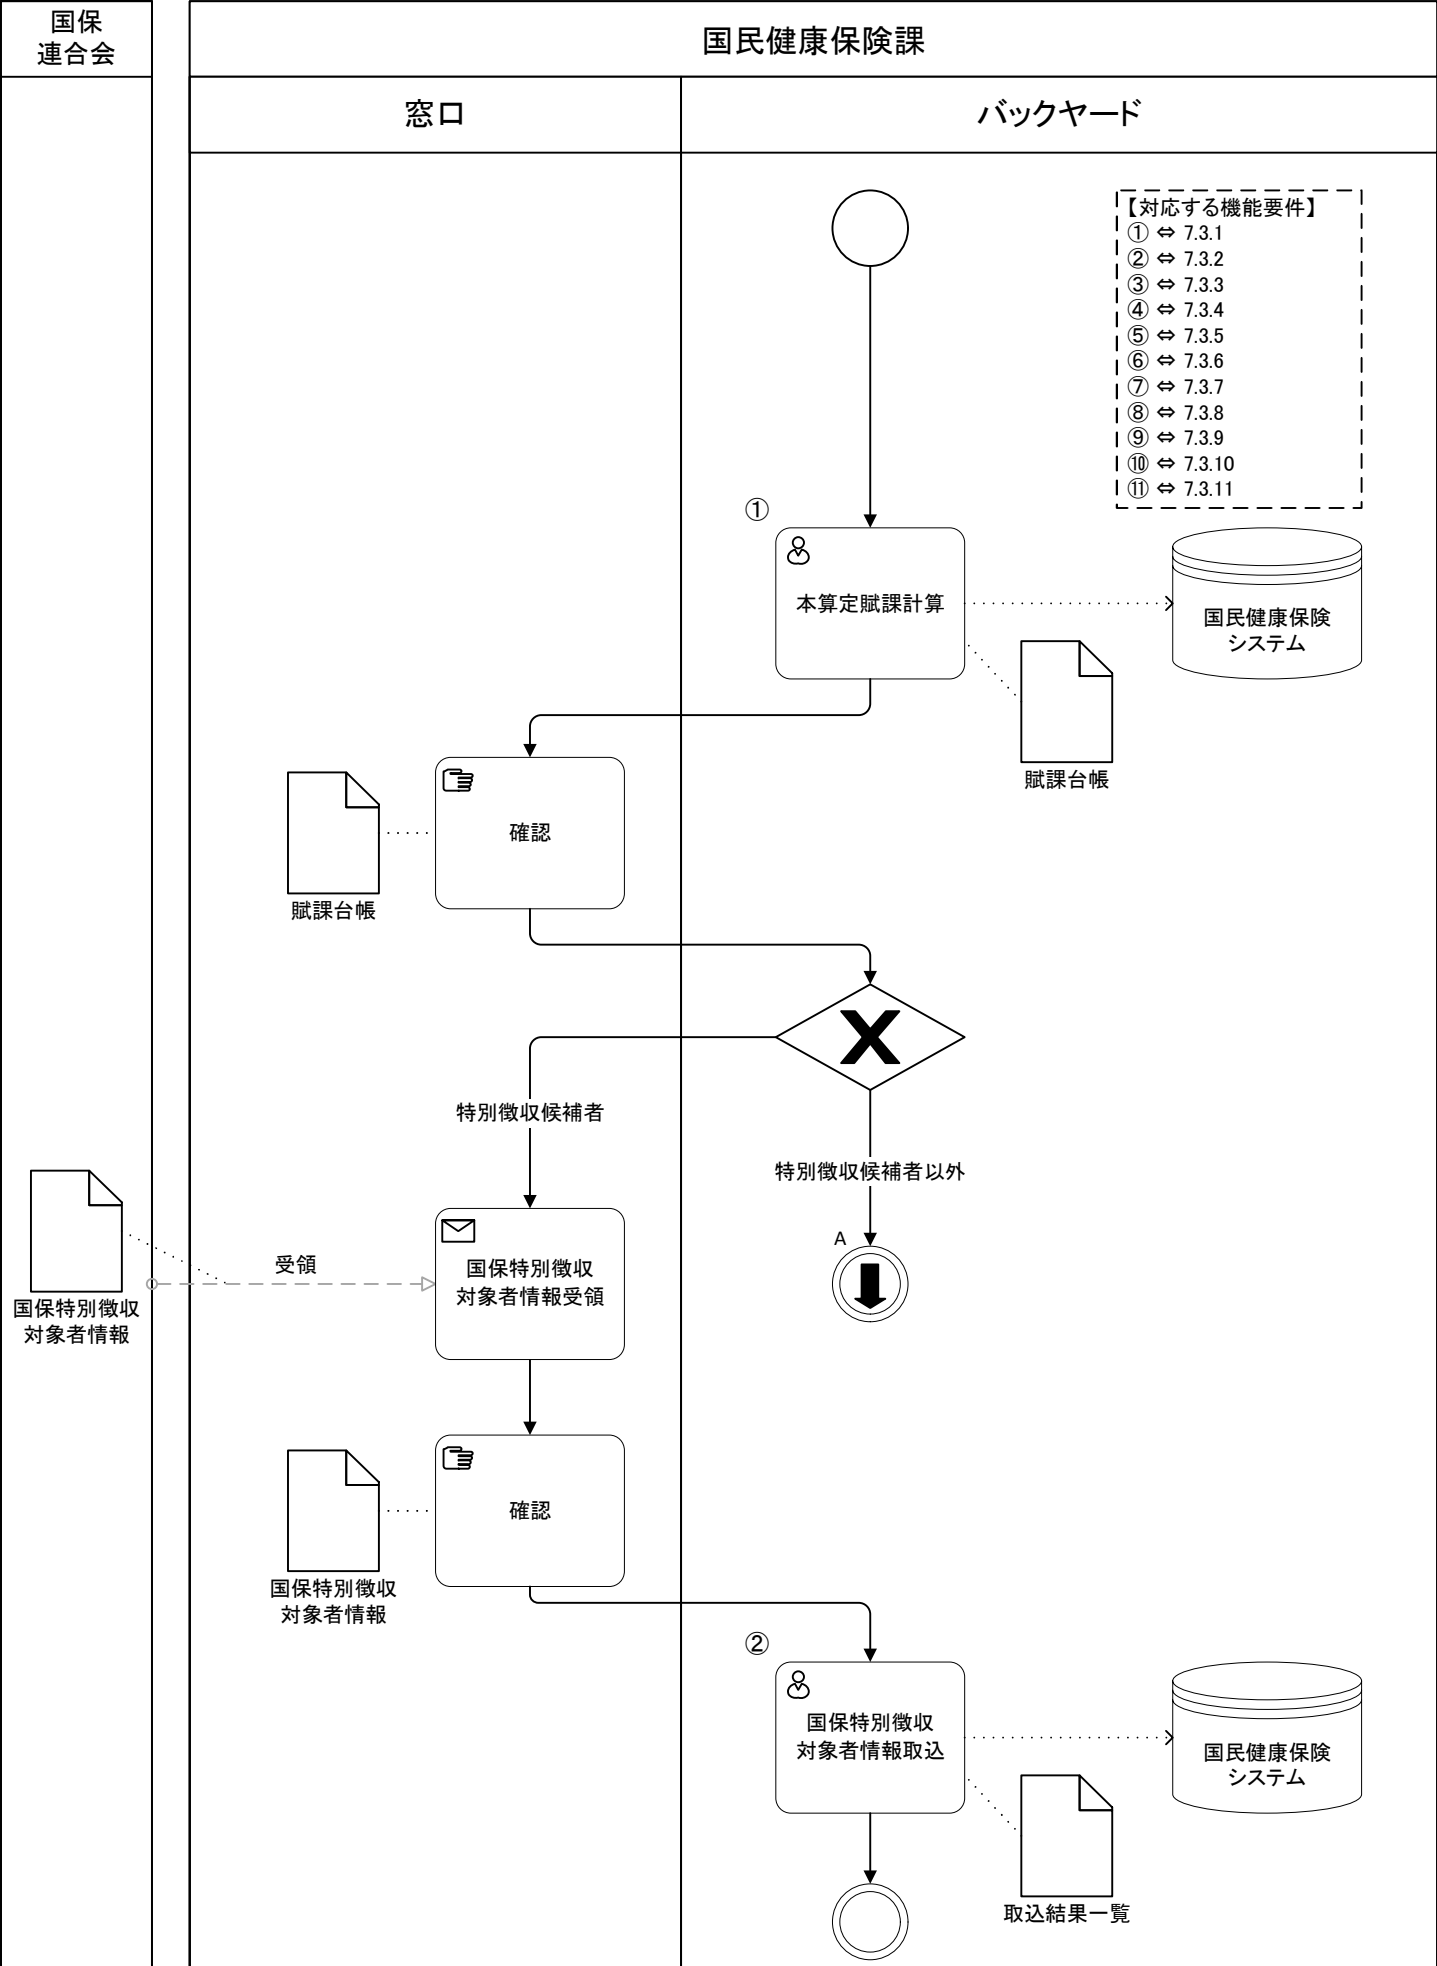 国保
連合会
国民健康保険課
窓口
バックヤード
【対応する機能要件】
① ⇔ 7.3.1
② ⇔ 7.3.2
③ ⇔ 7.3.3
④ ⇔ 7.3.4
⑤ ⇔ 7.3.5
⑥ ⇔ 7.3.6
⑦ ⇔ 7.3.7
⑧ ⇔ 7.3.8
⑨ ⇔ 7.3.9
⑩ ⇔ 7.3.10
⑪ ⇔ 7.3.11
①
本算定賦課計算
国民健康保険
システム
賦課台帳
確認
賦課台帳
特別徴収候補者
特別徴収候補者以外
A
国保特別徴収
対象者情報
受領
国保特別徴収
対象者情報受領
確認
国保特別徴収
対象者情報
②
国保特別徴収
対象者情報取込
国民健康保険
システム
取込結果一覧